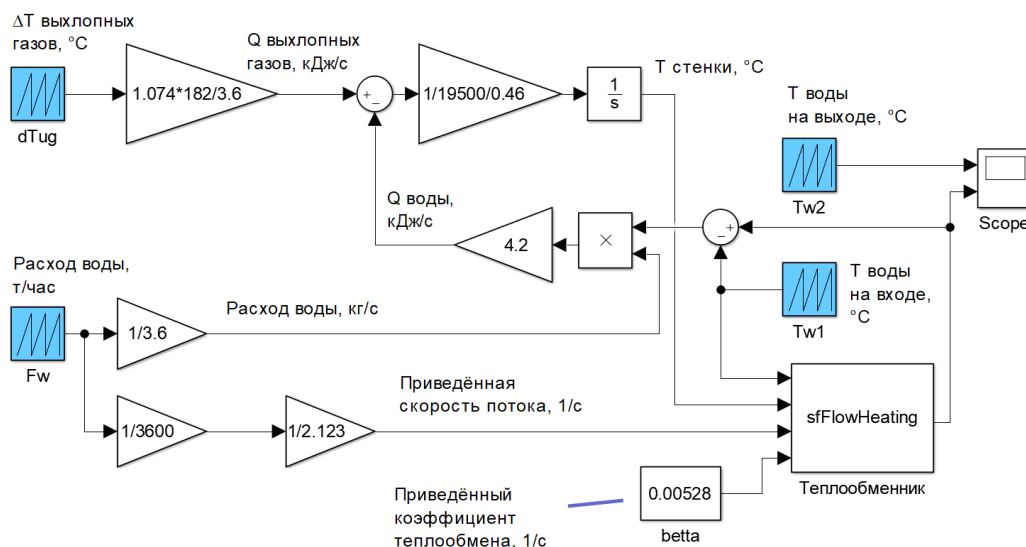 ΔT выхлопных
газов, °C
dTug
1.074*182/3.6
Q выхлопных
газов, кДж/с
+
−
1/19500/0.46
1
s
T стенки, °C
T воды
на выходе, °C
Tw2
Scope
Q воды,
кДж/с
4.2
×
−
+
T воды
на входе,
°C
Tw1
Расход воды,
т/час
Fw
1/3.6
Расход воды, кг/с
1/3600
1/2.123
Приведённая
скорость потока, 1/с
sfFlowHeating
Теплообменник
Приведённый
коэффициент
теплообмена, 1/с
0.00528
betta